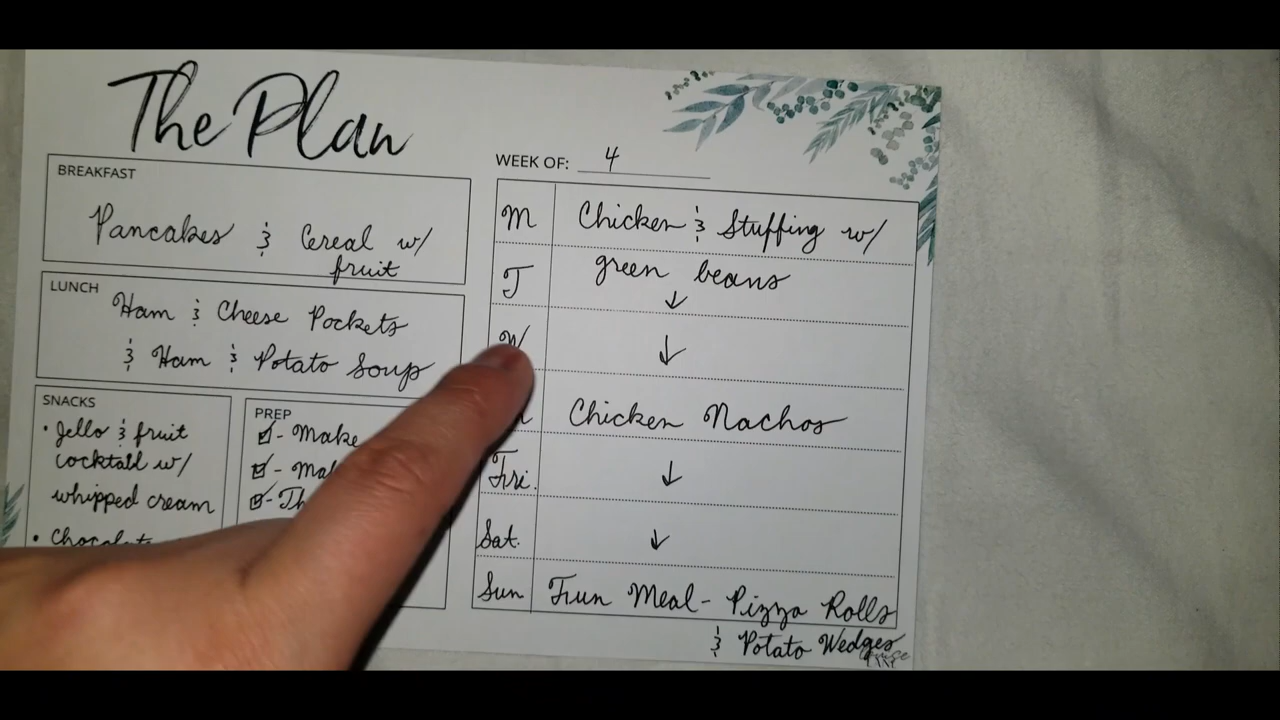 The Plan
BREAKFAST
Pancakes & Cereal w/
fruit
LUNCH
Ham & Cheese Pockets
& Ham & Potato Soup
SNACKS
• Jello & fruit
cocktail w/
whipped cream
• Chocolate
PREP
- Make
WEEK OF: 4
M Chicken & Stuffing w/
T green beans
↓
W ↓
Chicken Nachos
Fri. ↓
Sat. ↓
Sun Fun Meal - Pizza Rolls
& Potato Wedges